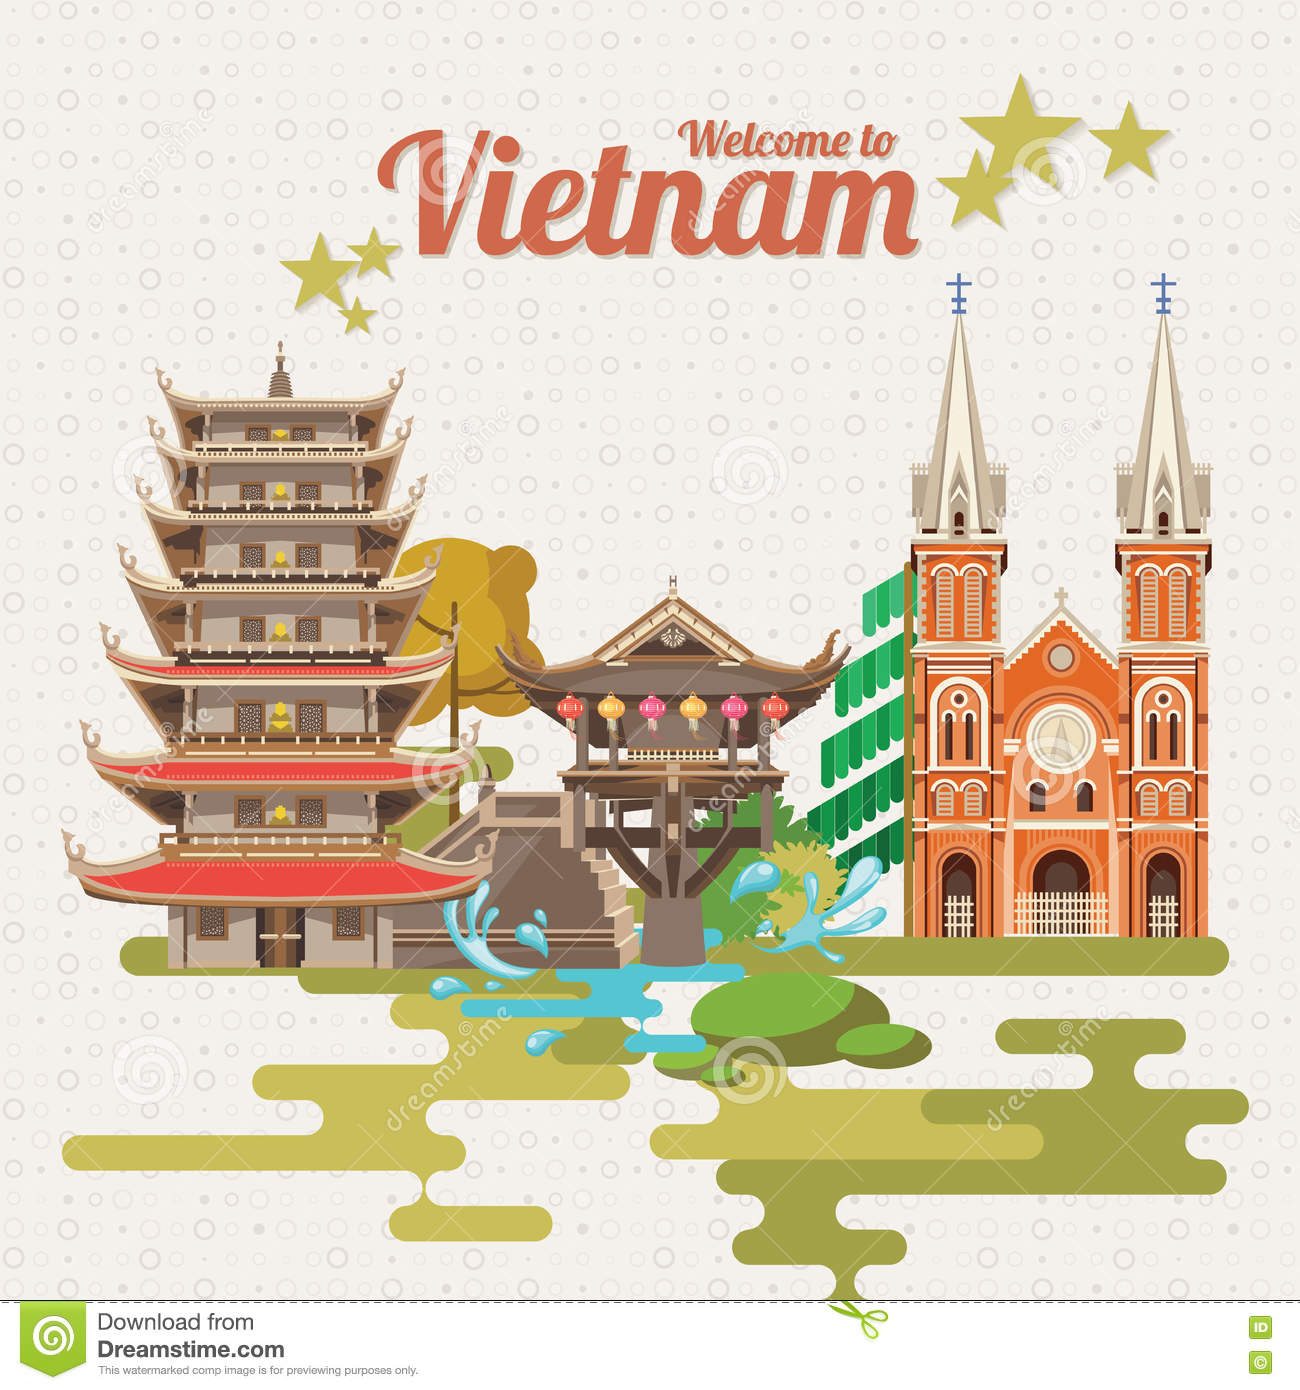 Welcome to
Vietnam
dreamstime
Download from
Dreamstime.com
This watermarked comp image is for previewing purposes only.
ID
©